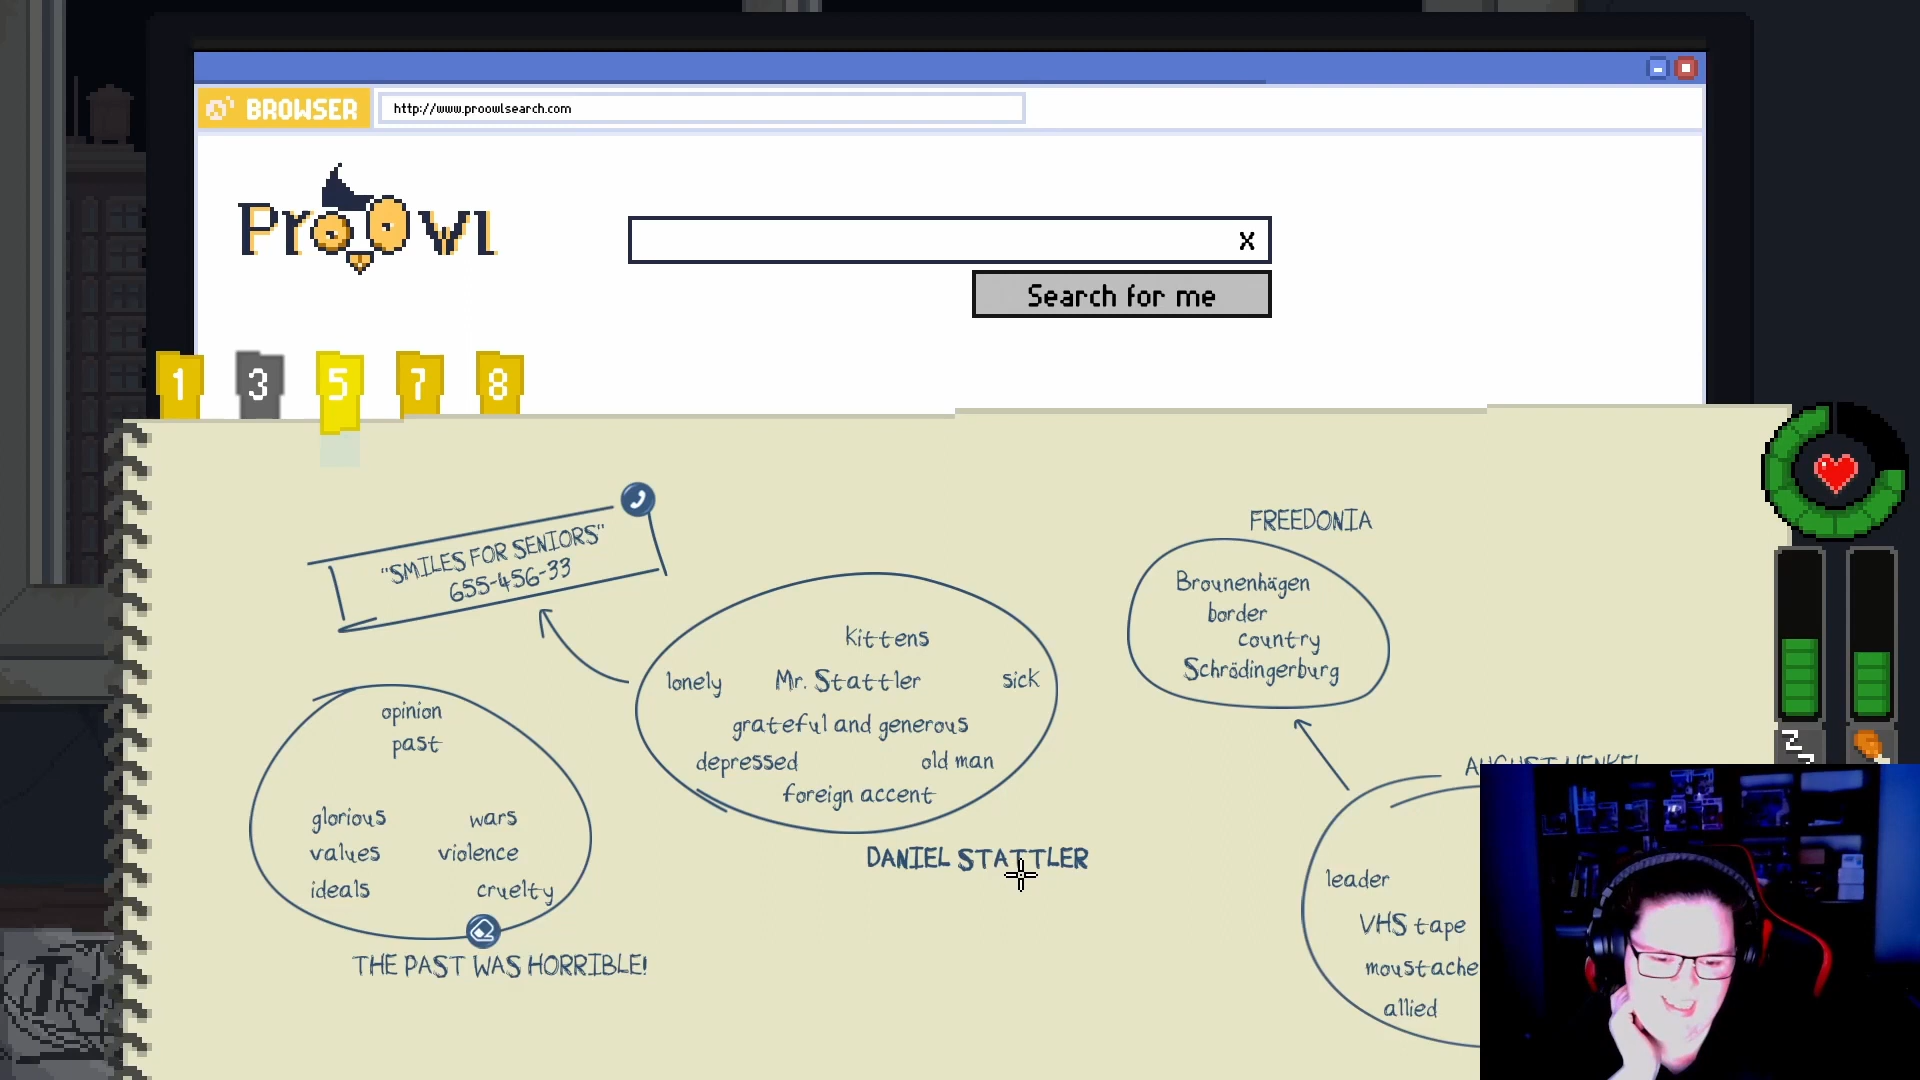 BROWSER
http://www.proowlsearch.com
PrOOwl
X
Search for me
1 3 5 7 8
"SMILES FOR SENIORS"
655-456-33
FREEDONIA
Brounenhägen
border
country
Schrödingerburg
kittens
lonely Mr. Stattler sick
grateful and generous
depressed old man
foreign accent
DANIEL STATTLER
opinion
past
glorious wars
values violence
ideals cruelty
THE PAST WAS HORRIBLE!
leader
VHS tape
moustache
allied